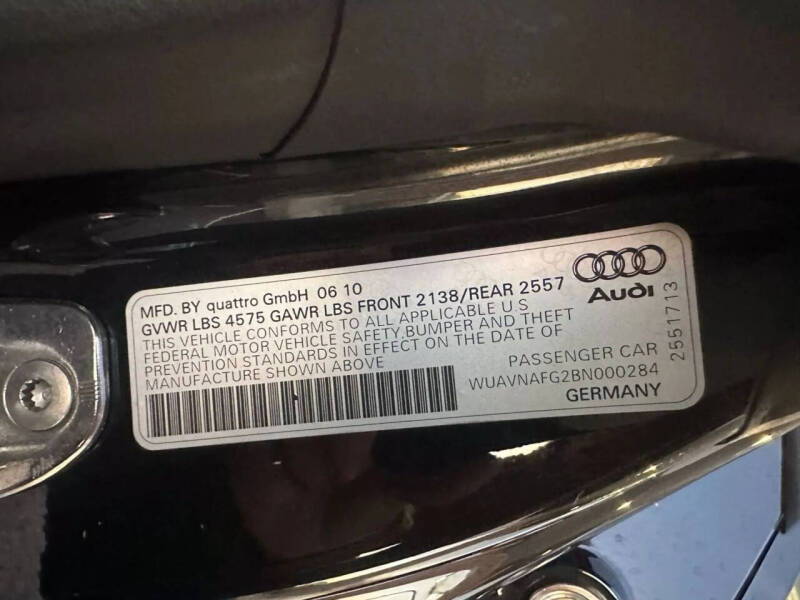 MFD. BY quattro GmbH 06 10
GVWR LBS 4575 GAWR LBS FRONT 2138/REAR 2557
THIS VEHICLE CONFORMS TO ALL APPLICABLE U S
FEDERAL MOTOR VEHICLE SAFETY,BUMPER AND THEFT
PREVENTION STANDARDS IN EFFECT ON THE DATE OF
MANUFACTURE SHOWN ABOVE
Audi
PASSENGER CAR
WUAVNAFG2BN000284
GERMANY
2551713